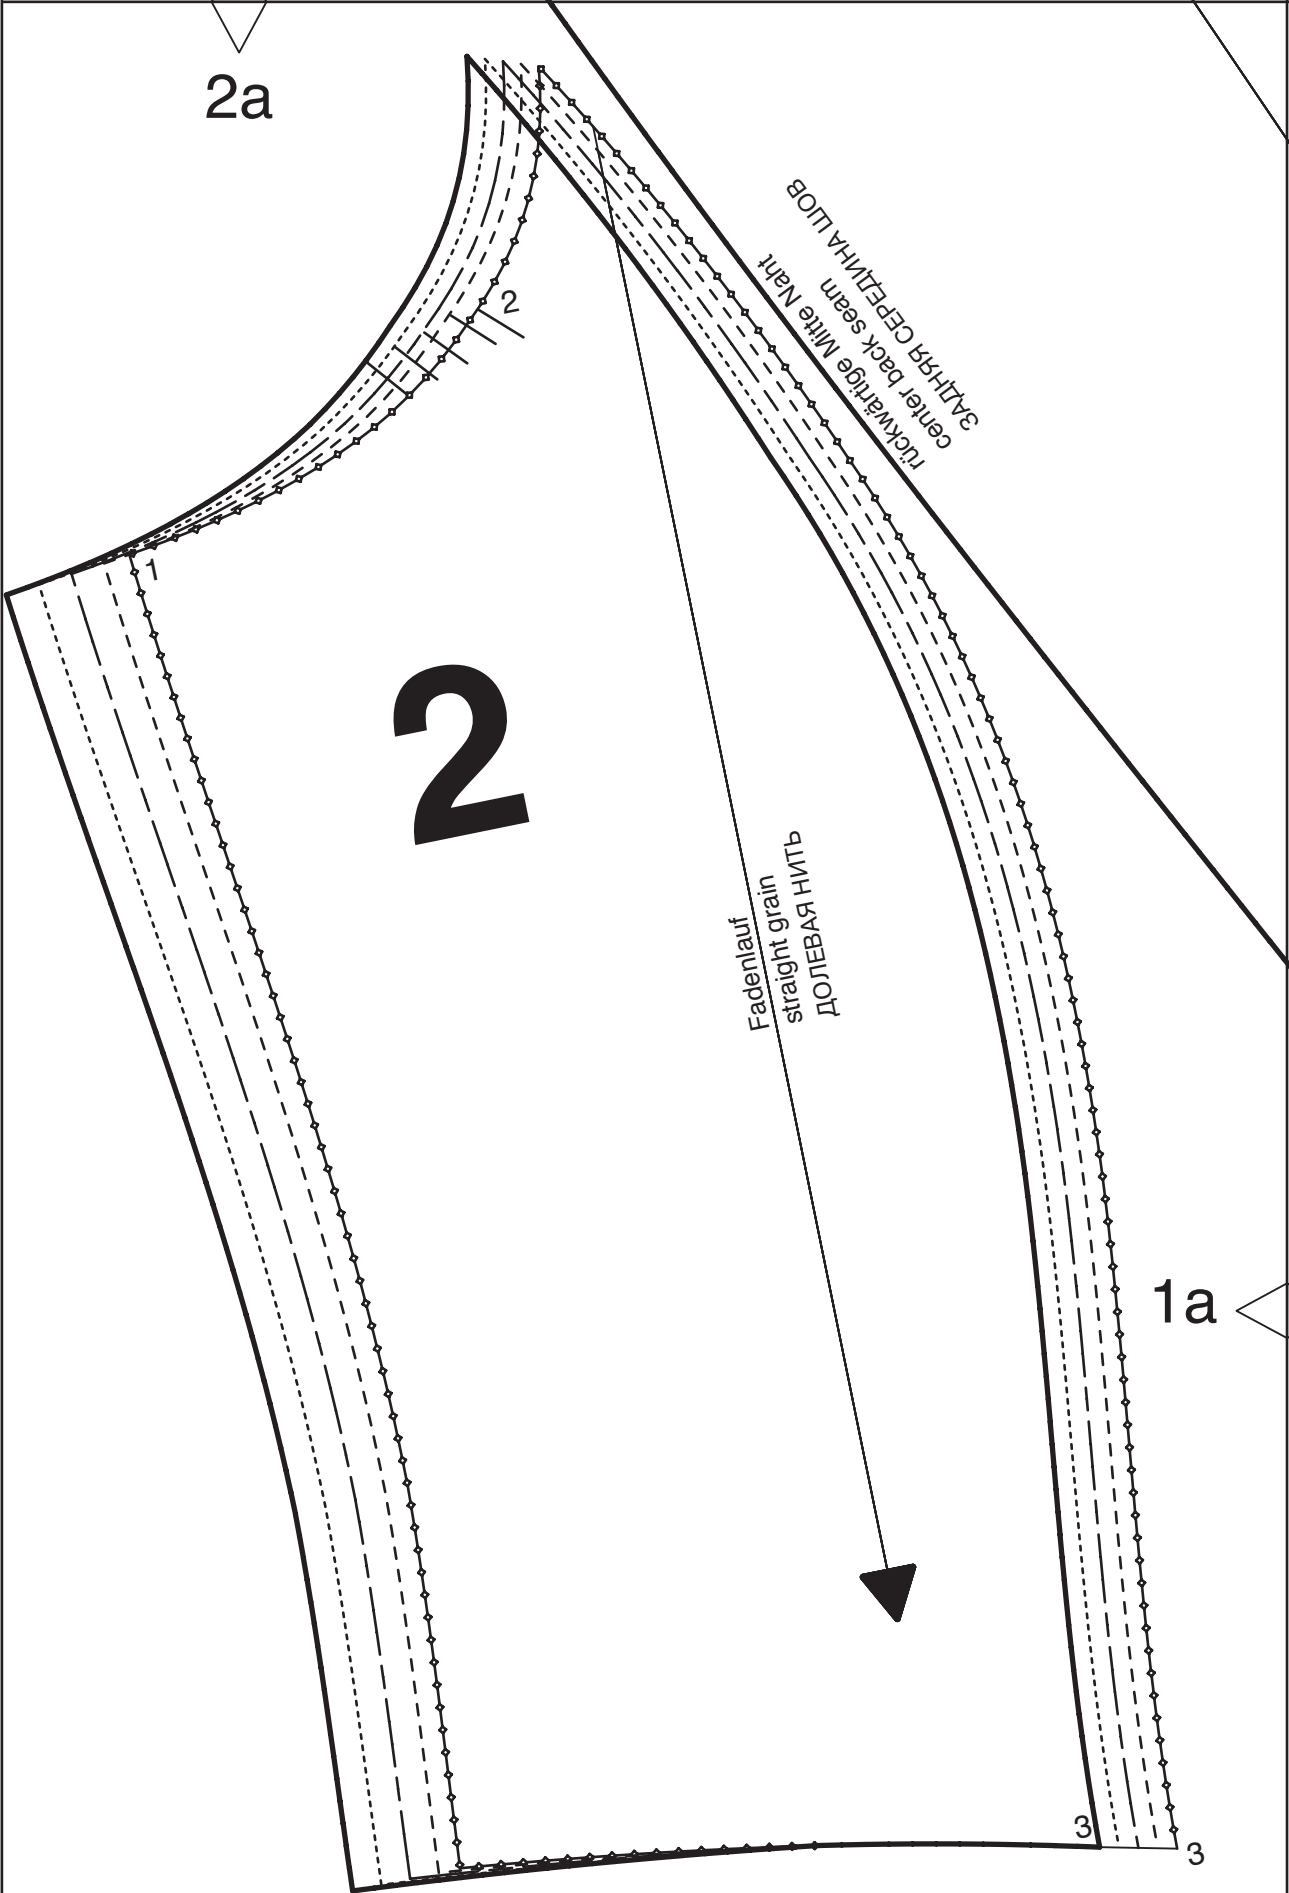 2a
rückwärtige Mitte Naht
center back seam
ЗАДНЯЯ СЕРЕДИНА ШОВ
2
1
2
Fadenlauf
straight grain
ДОЛЕВАЯ НИТЬ
1a
3
3